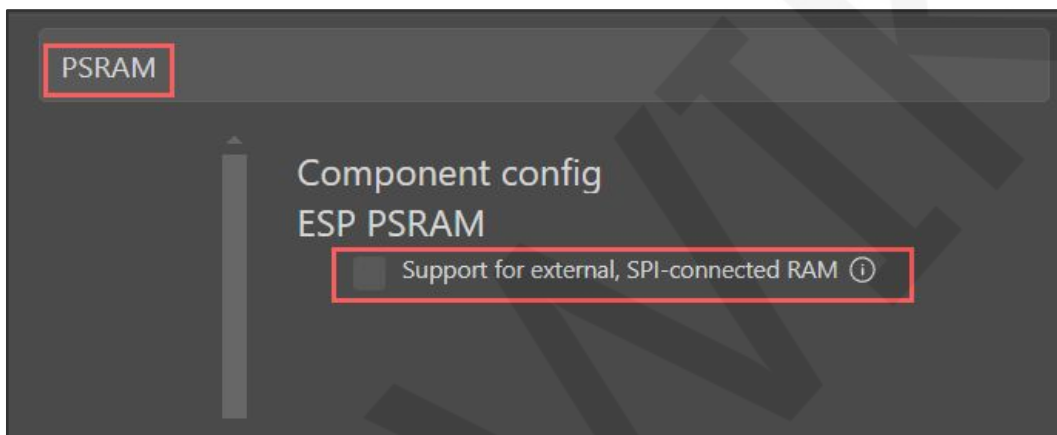 PSRAM
Component config
ESP PSRAM
Support for external, SPI-connected RAM